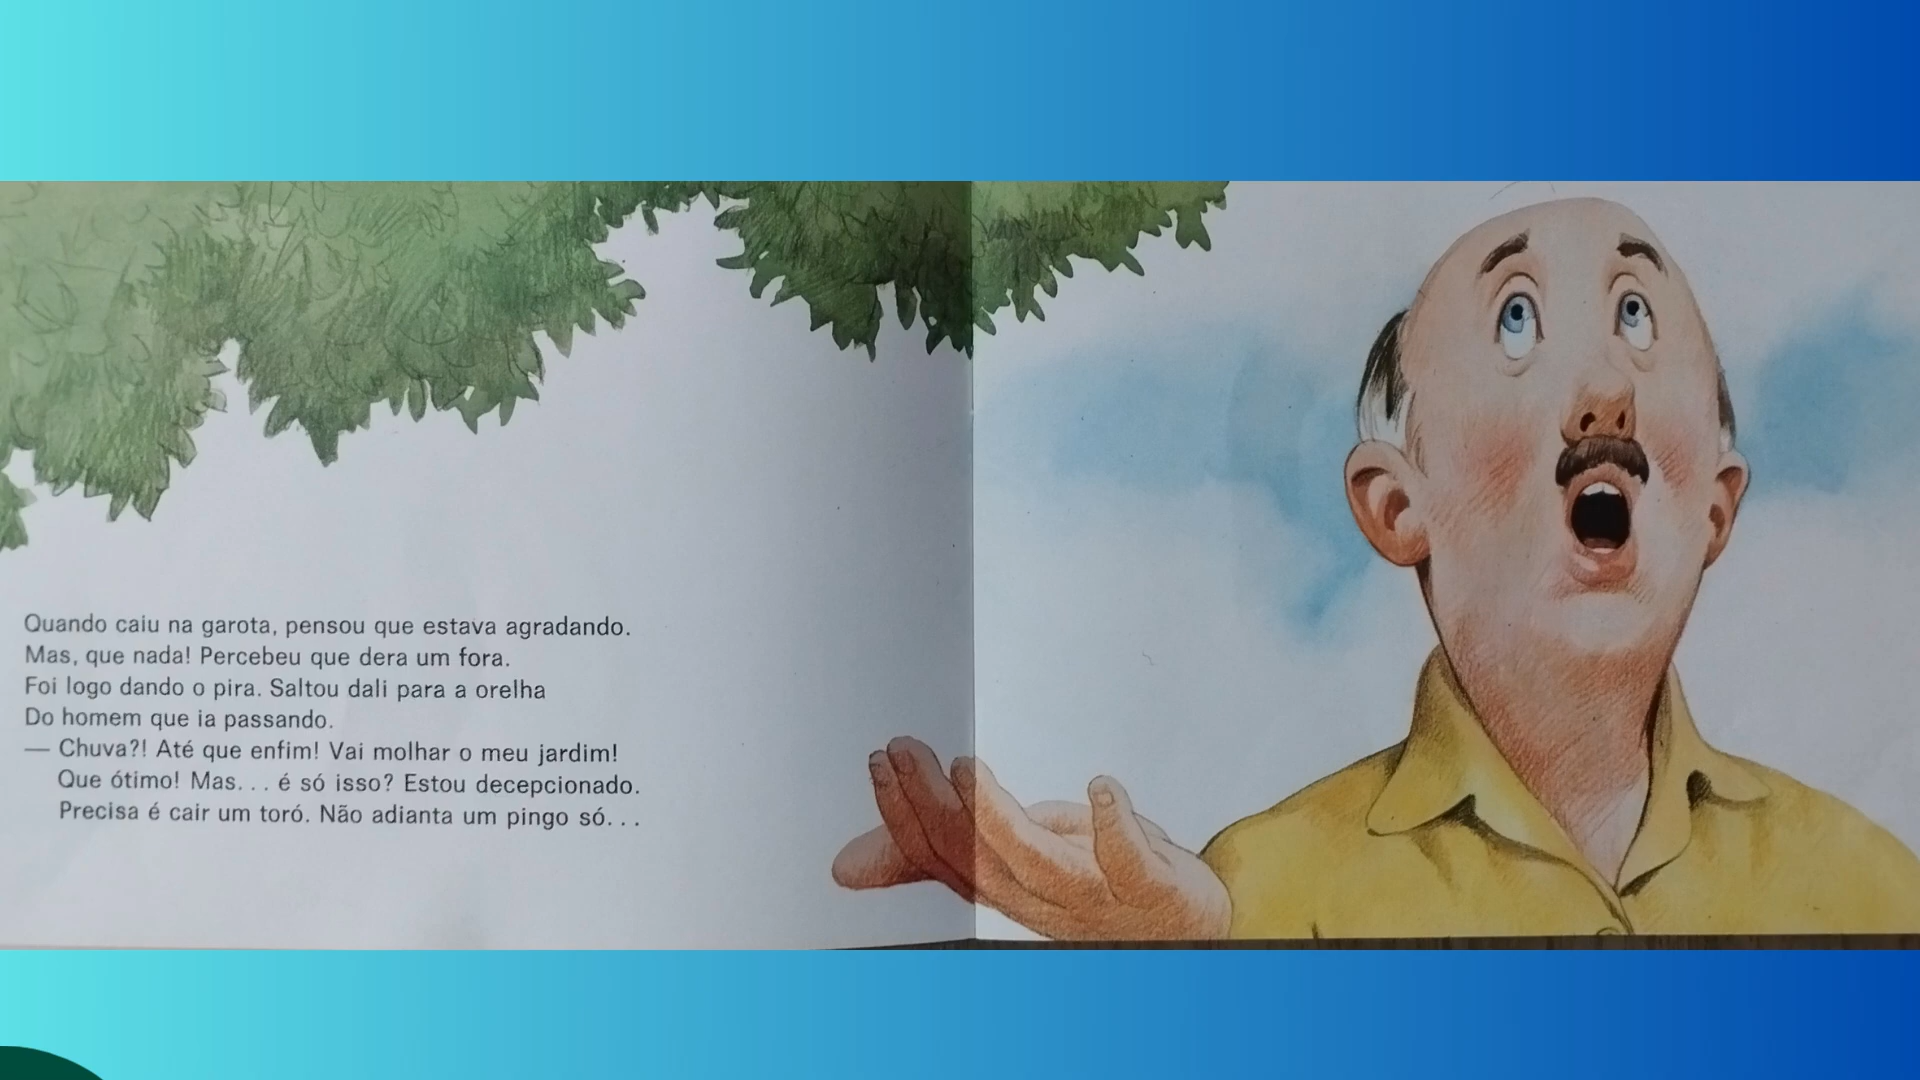 Quando caiu na garota, pensou que estava agradando.
Mas, que nada! Percebeu que dera um fora.
Foi logo dando o pira. Saltou dali para a orelha
Do homem que ia passando.
— Chuva?! Até que enfim! Vai molhar o meu jardim!
Que ótimo! Mas. . . é só isso? Estou decepcionado.
Precisa é cair um toró. Não adianta um pingo só. . .